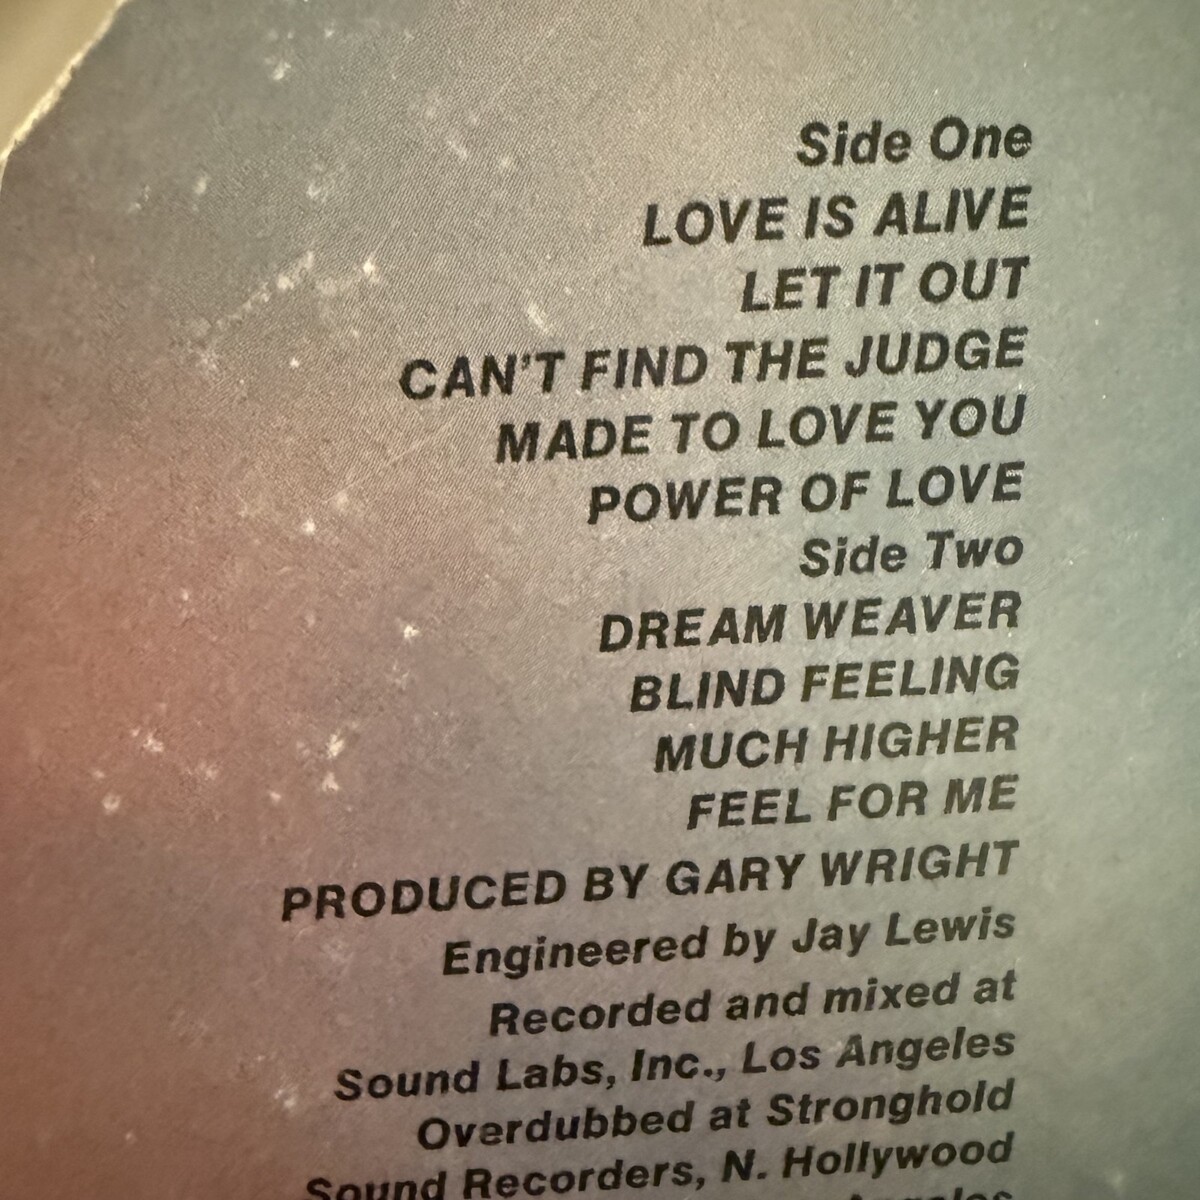 Side One
LOVE IS ALIVE
LET IT OUT
CAN'T FIND THE JUDGE
MADE TO LOVE YOU
POWER OF LOVE
Side Two
DREAM WEAVER
BLIND FEELING
MUCH HIGHER
FEEL FOR ME
PRODUCED BY GARY WRIGHT
Engineered by Jay Lewis
Recorded and mixed at
Sound Labs, Inc., Los Angeles
Overdubbed at Stronghold
Sound Recorders, N. Hollywood